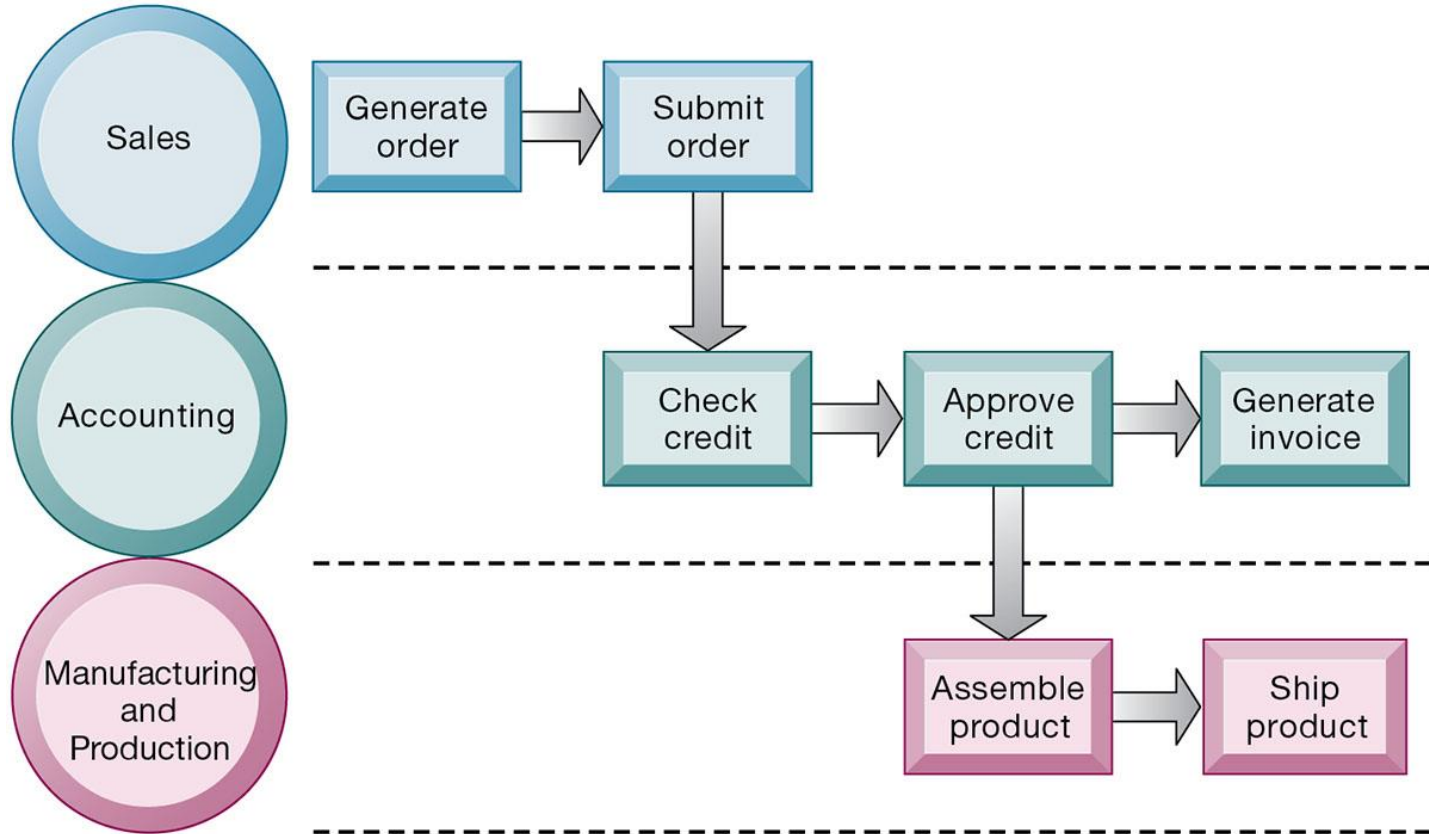 Sales
Generate
order
Submit
order
Accounting
Check
credit
Approve
credit
Generate
invoice
Manufacturing
and
Production
Assemble
product
Ship
product